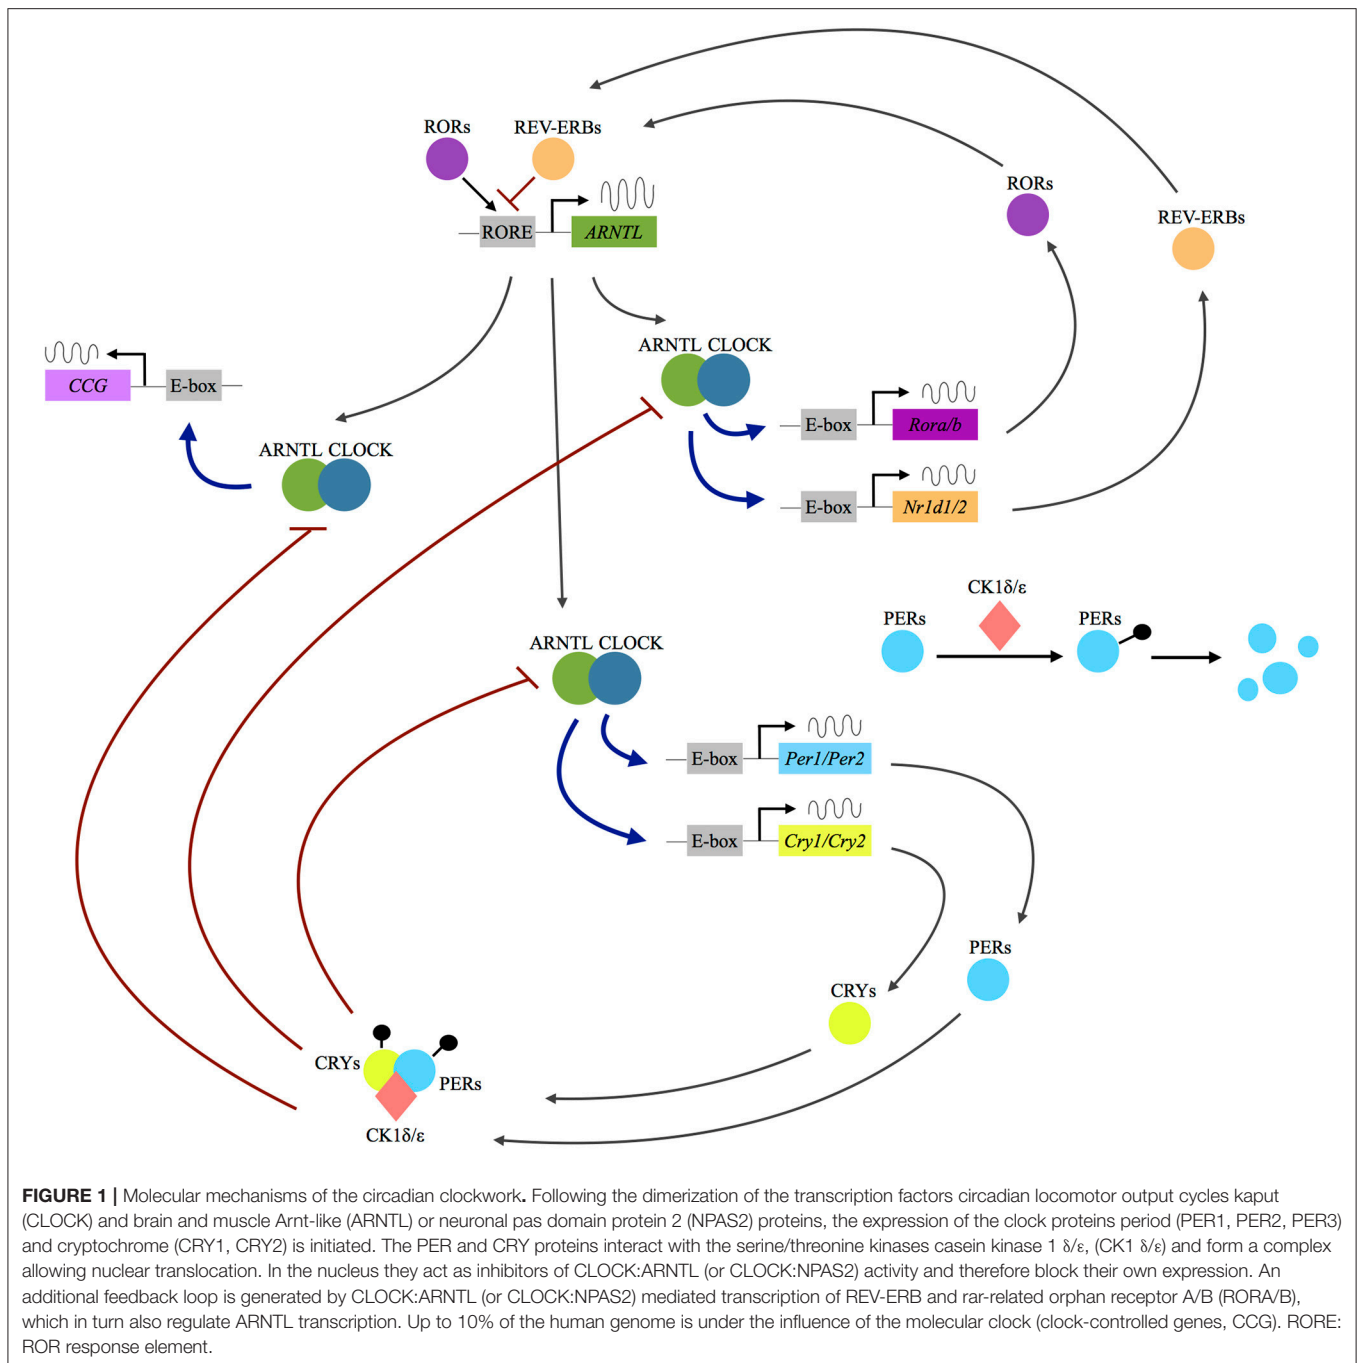 RORs
REV-ERBs
RORE
ARNTL
RORs
REV-ERBs
CCG
E-box
ARNTL CLOCK
ARNTL CLOCK
E-box
Rora/b
E-box
Nr1d1/2
CK1δ/ε
PERs
PERs
ARNTL CLOCK
E-box
Per1/Per2
E-box
Cry1/Cry2
PERs
CRYs
CRYs
PERs
CK1δ/ε
FIGURE 1 | Molecular mechanisms of the circadian clockwork. Following the dimerization of the transcription factors circadian locomotor output cycles kaput
(CLOCK) and brain and muscle Arnt-like (ARNTL) or neuronal pas domain protein 2 (NPAS2) proteins, the expression of the clock proteins period (PER1, PER2, PER3)
and cryptochrome (CRY1, CRY2) is initiated. The PER and CRY proteins interact with the serine/threonine kinases casein kinase 1 δ/ε, (CK1 δ/ε) and form a complex
allowing nuclear translocation. In the nucleus they act as inhibitors of CLOCK:ARNTL (or CLOCK:NPAS2) activity and therefore block their own expression. An
additional feedback loop is generated by CLOCK:ARNTL (or CLOCK:NPAS2) mediated transcription of REV-ERB and rar-related orphan receptor A/B (RORA/B),
which in turn also regulate ARNTL transcription. Up to 10% of the human genome is under the influence of the molecular clock (clock-controlled genes, CCG). RORE:
ROR response element.